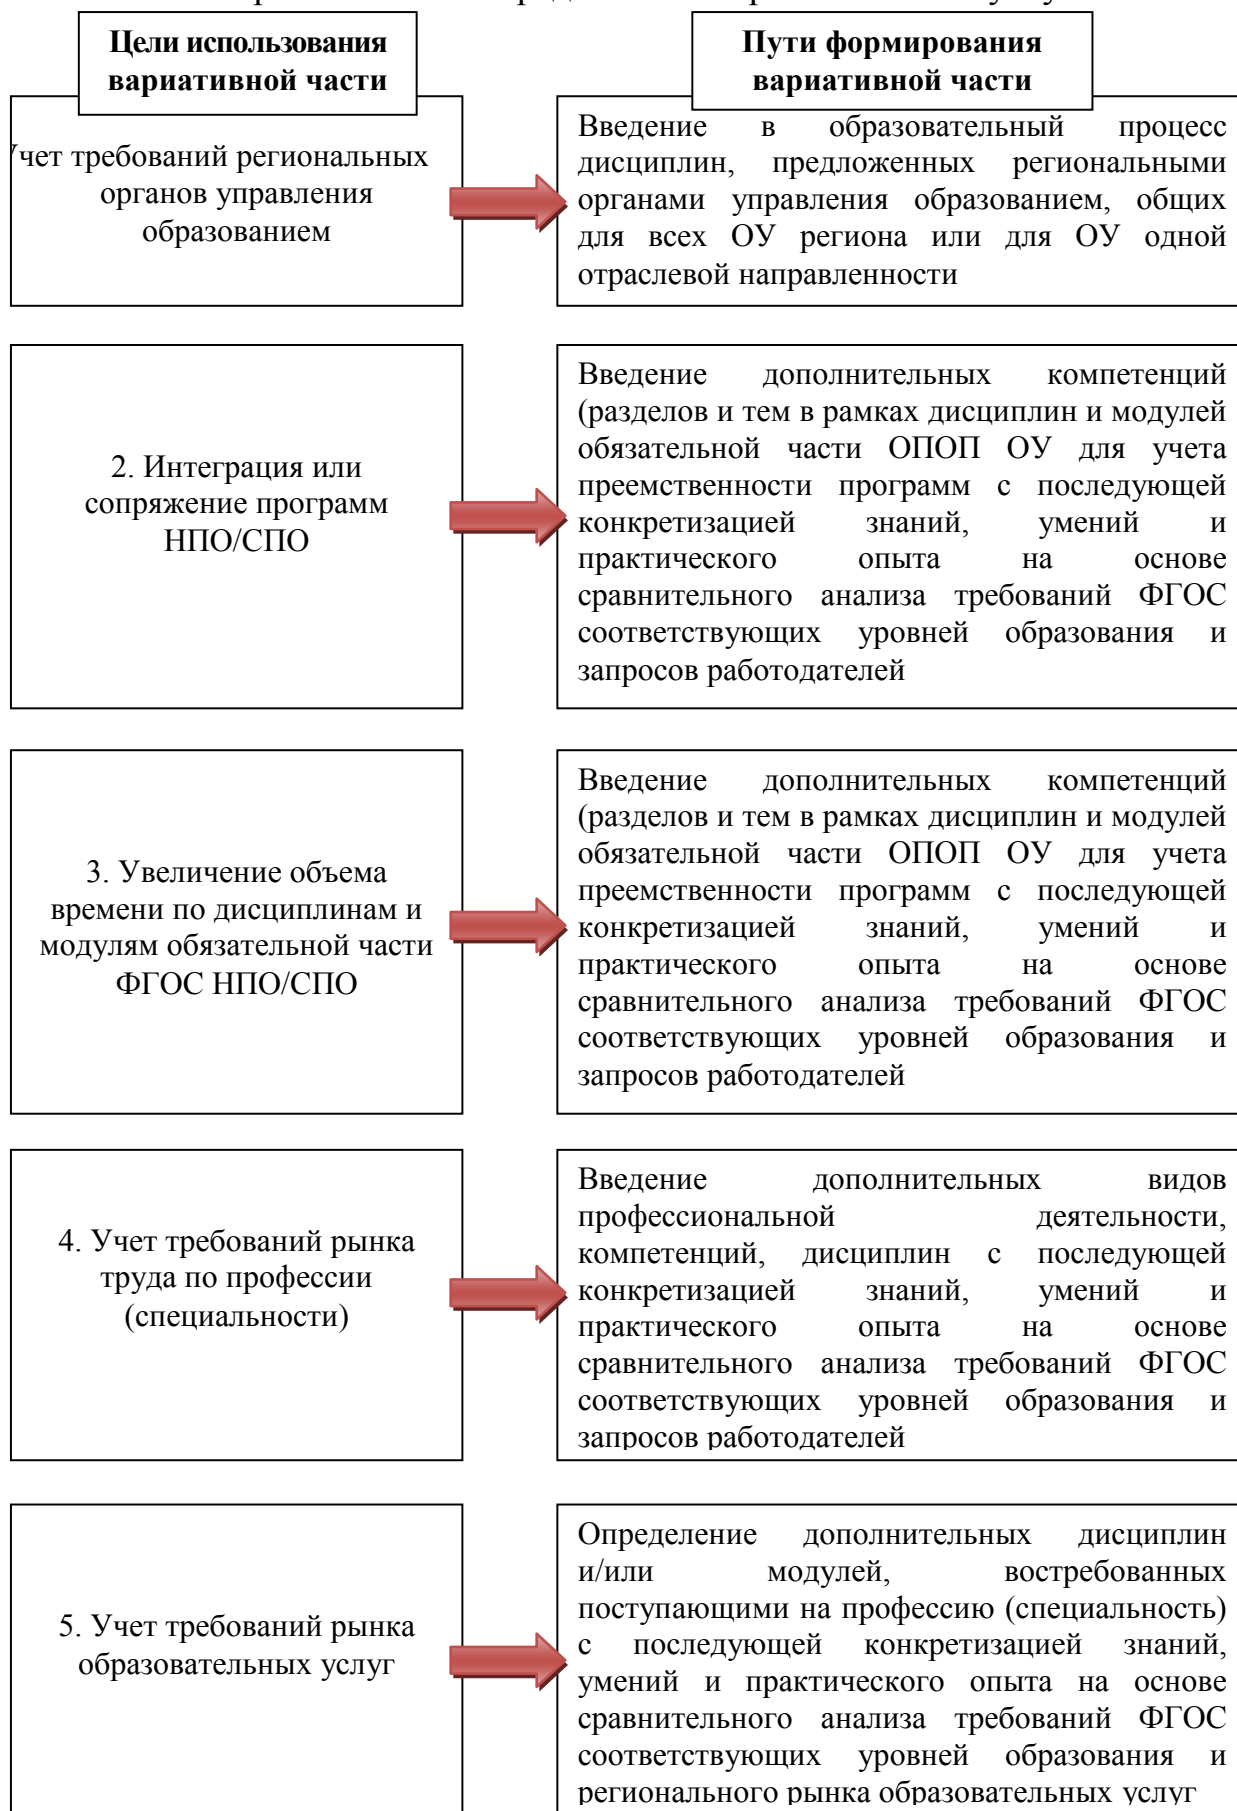 Цели использования
вариативной части
Пути формирования
вариативной части
Учет требований региональных
органов управления
образованием
Введение в образовательный процесс
дисциплин, предложенных региональными
органами управления образованием, общих
для всех ОУ региона или для ОУ одной
отраслевой направленности
2. Интеграция или
сопряжение программ
НПО/СПО
Введение дополнительных компетенций
(разделов и тем в рамках дисциплин и модулей
обязательной части ОПОП ОУ для учета
преемственности программ с последующей
конкретизацией знаний, умений и
практического опыта на основе
сравнительного анализа требований ФГОС
соответствующих уровней образования и
запросов работодателей
3. Увеличение объема
времени по дисциплинам и
модулям обязательной части
ФГОС НПО/СПО
Введение дополнительных компетенций
(разделов и тем в рамках дисциплин и модулей
обязательной части ОПОП ОУ для учета
преемственности программ с последующей
конкретизацией знаний, умений и
практического опыта на основе
сравнительного анализа требований ФГОС
соответствующих уровней образования и
запросов работодателей
4. Учет требований рынка
труда по профессии
(специальности)
Введение дополнительных видов
профессиональной деятельности,
компетенций, дисциплин с последующей
конкретизацией знаний, умений и
практического опыта на основе
сравнительного анализа требований ФГОС
соответствующих уровней образования и
запросов работодателей
5. Учет требований рынка
образовательных услуг
Определение дополнительных дисциплин
и/или модулей, востребованных
поступающими на профессию (специальность)
с последующей конкретизацией знаний,
умений и практического опыта на основе
сравнительного анализа требований ФГОС
соответствующих уровней образования и
регионального рынка образовательных услуг